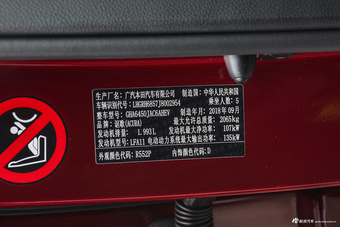 生产厂名：广汽本田汽车有限公司 制造国：中华人民共和国
车辆识别代号：LHGRH6857J8002954 乘坐人数：5
整车型号：GHA6450JAC6AHEV 制造年月：2018年09月
品牌：讴歌(ACURA) 最大允许总质量：2065kg
发动机排量：1.993L 发动机最大净功率：107kW
发动机型号：LFA11 电动动力系统最大输出功率：135kW
外观颜色代码：R552P 内饰颜色代码：D